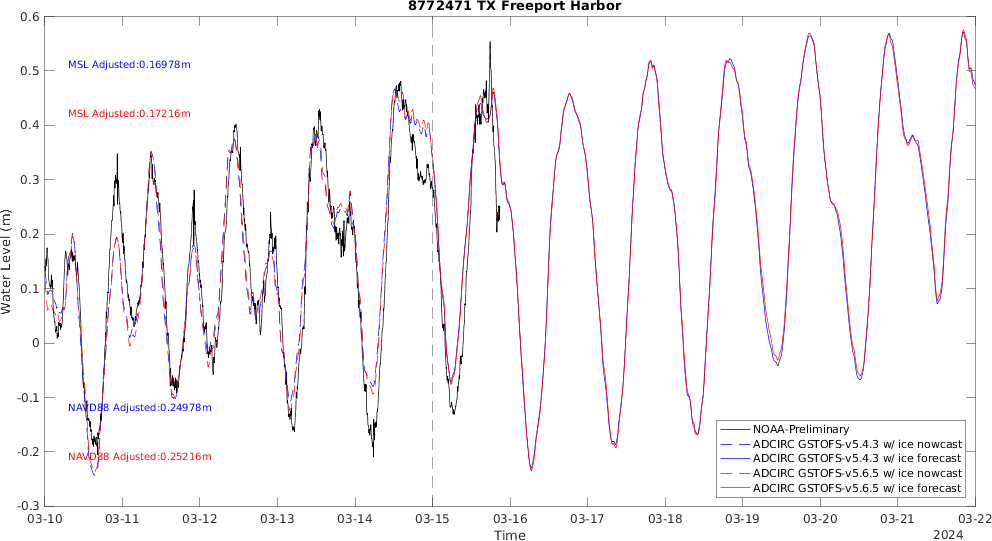 8772471 TX Freeport Harbor
0.6
0.5
0.4
0.3
0.2
0.1
0
-0.1
-0.2
-0.3
Water Level (m)
MSL Adjusted:0.16978m
MSL Adjusted:0.17216m
NAVD88 Adjusted:0.24978m
NAVD88 Adjusted:0.25216m
NOAA-Preliminary
ADCIRC GSTOFS-v5.4.3 w/ ice nowcast
ADCIRC GSTOFS-v5.4.3 w/ ice forecast
ADCIRC GSTOFS-v5.6.5 w/ ice nowcast
ADCIRC GSTOFS-v5.6.5 w/ ice forecast
03-10 03-11 03-12 03-13 03-14 03-15 03-16 03-17 03-18 03-19 03-20 03-21 03-22
Time
2024